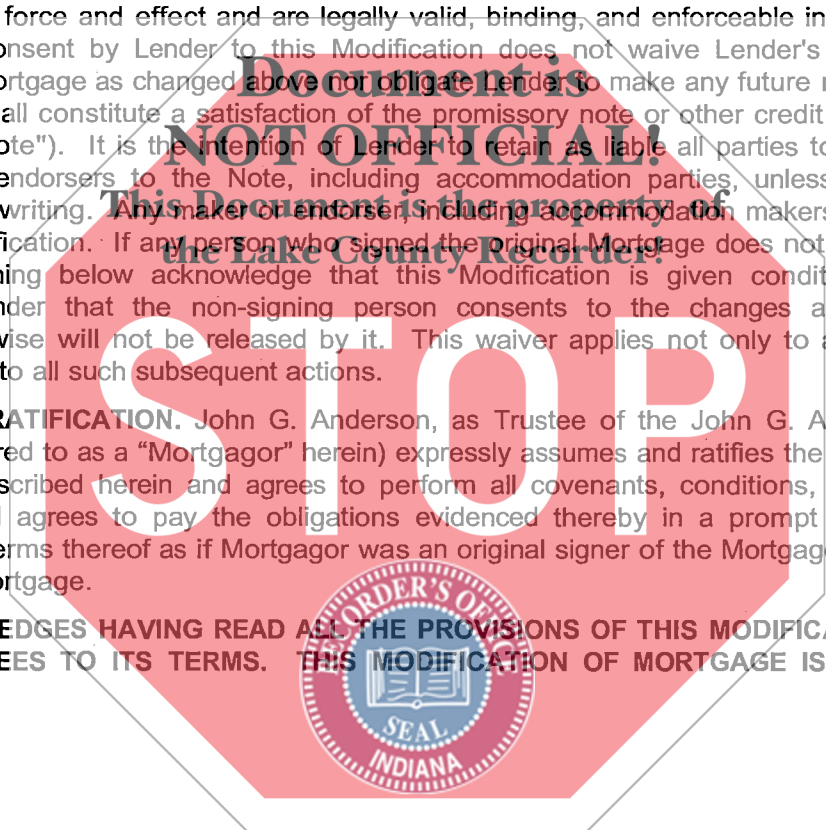 force and effect and are legally valid, binding, and enforceable in
onsent by Lender to this Modification does not waive Lender's
ortgage as changed above nor obligate Lender to make any future
all constitute a satisfaction of the promissory note or other credit
ote"). It is the intention of Lender to retain as liable all parties to
endorsers to the Note, including accommodation parties, unless
writing. Any maker or endorser, including accommodation makers
fication. If any person who signed the original Mortgage does not
ning below acknowledge that this Modification is given condit
nder that the non-signing person consents to the changes a
wise will not be released by it. This waiver applies not only to a
to all such subsequent actions.
RATIFICATION. John G. Anderson, as Trustee of the John G. A
red to as a “Mortgagor” herein) expressly assumes and ratifies the
scribed herein and agrees to perform all covenants, conditions,
agrees to pay the obligations evidenced thereby in a prompt
erms thereof as if Mortgagor was an original signer of the Mortgag
ortgage.
EDGES HAVING READ ALL THE PROVISIONS OF THIS MODIFICA
EES TO ITS TERMS. THIS MODIFICATION OF MORTGAGE IS
Document is
NOT OFFICIAL!
This Document is the property of
the Lake County Recorder!
STOP
RECORDER'S OFFICE
SEAL
INDIANA